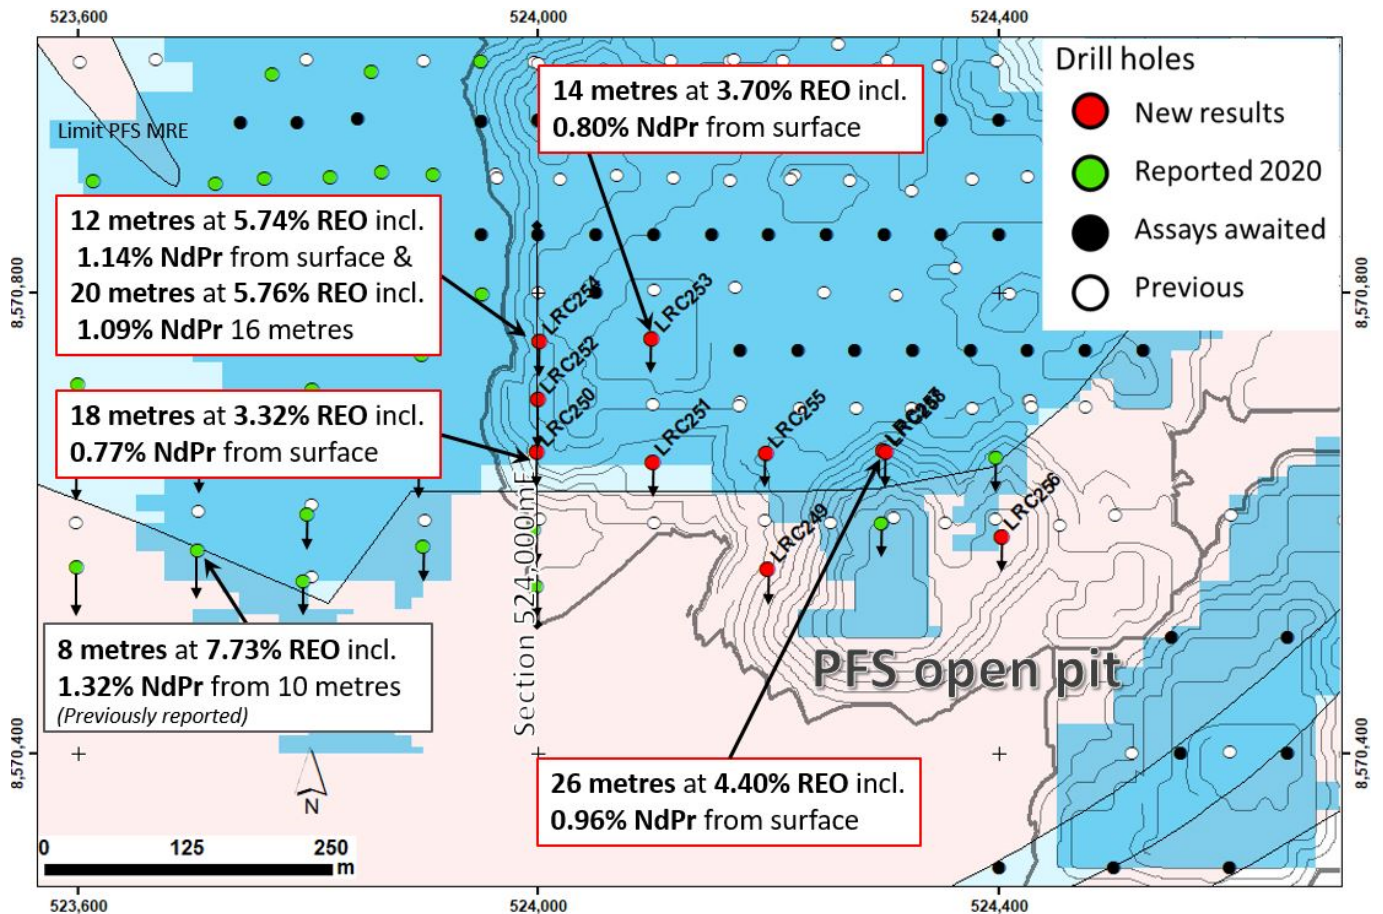 523,600
524,000
524,400
Drill holes
New results
Reported 2020
Assays awaited
Previous
14 metres at 3.70% REO incl.
0.80% NdPr from surface
Limit PFS MRE
12 metres at 5.74% REO incl.
1.14% NdPr from surface &
20 metres at 5.76% REO incl.
1.09% NdPr 16 metres
8,570,800
8,570,800
LRC254
LRC253
LRC252
18 metres at 3.32% REO incl.
0.77% NdPr from surface
LRC250
LRC251
LRC255
LRC256
LRC249
Section 524,000mE
8 metres at 7.73% REO incl.
1.32% NdPr from 10 metres
(Previously reported)
PFS open pit
8,570,400
8,570,400
26 metres at 4.40% REO incl.
0.96% NdPr from surface
N
0
125
250
m
523,600
524,000
524,400